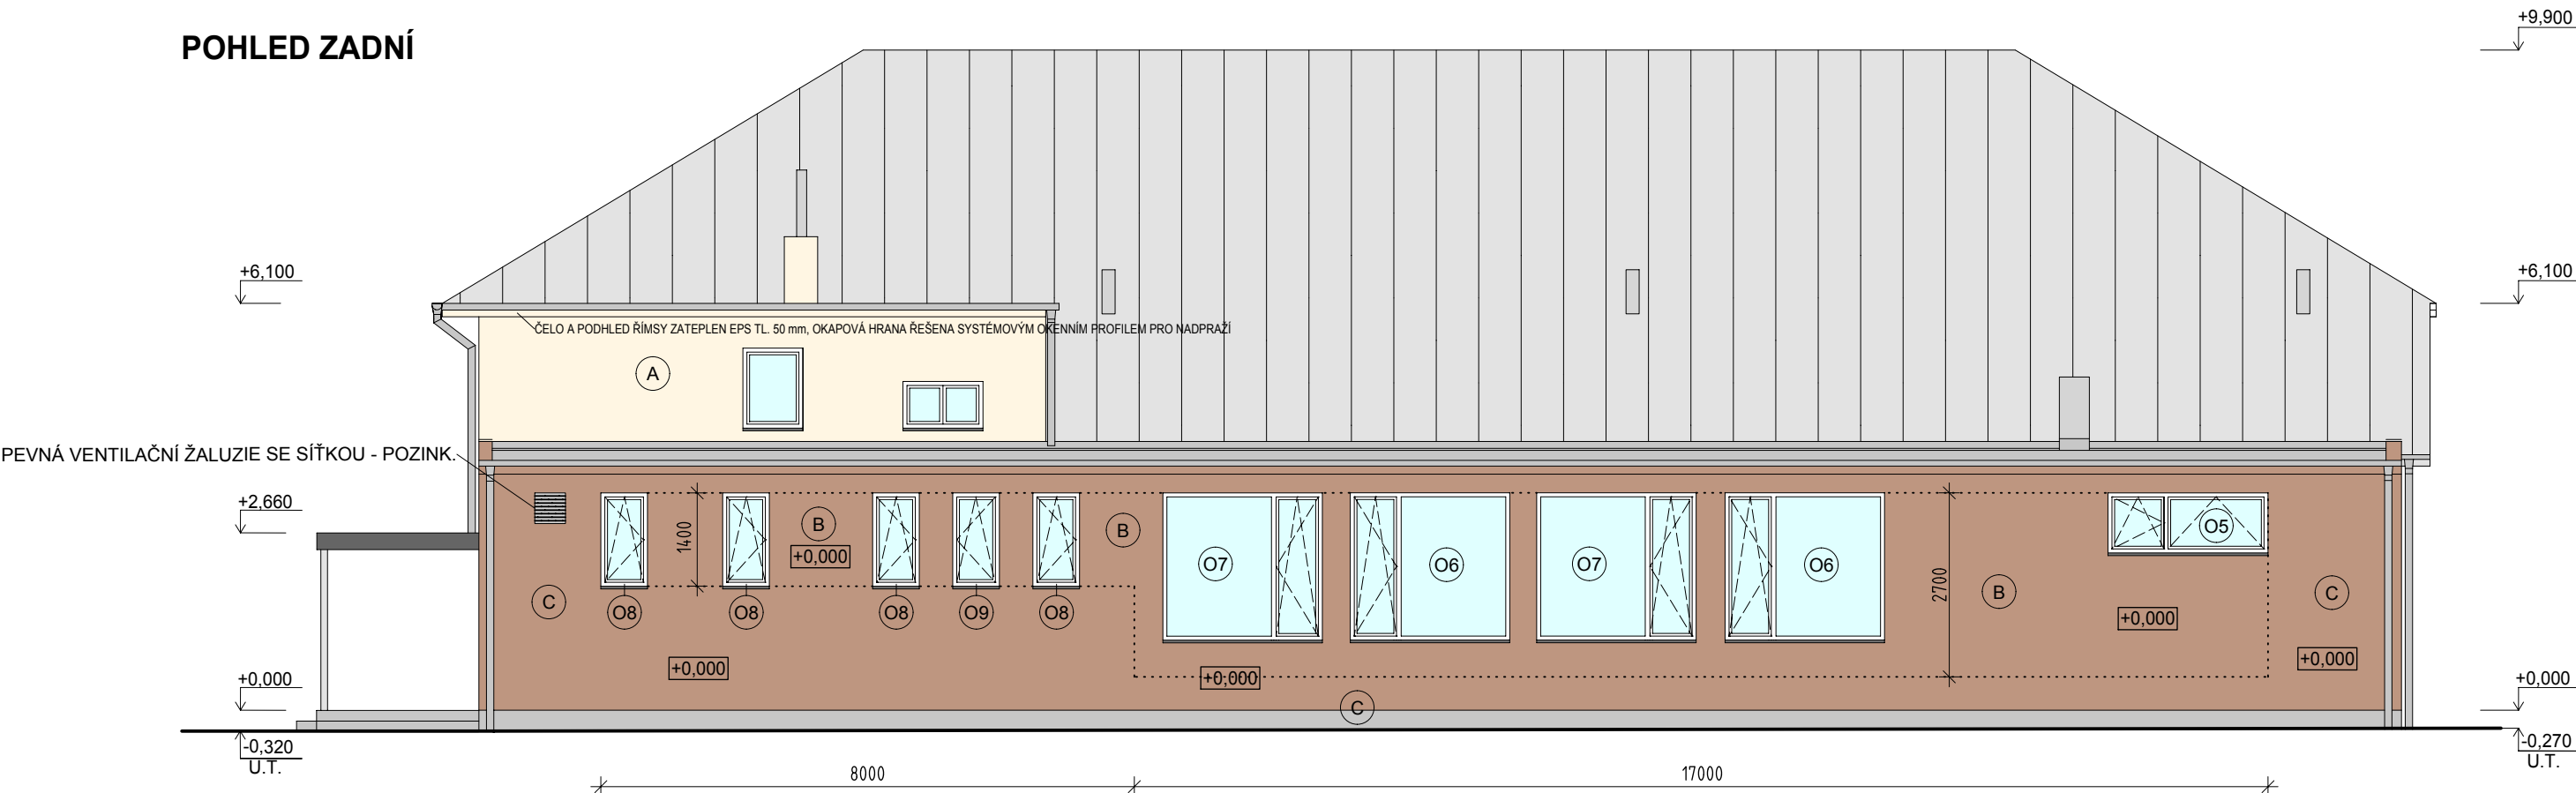 POHLED ZADNÍ
+9,900
+6,100
+6,100
ČELO A PODHLED ŘÍMSY ZATEPLEN EPS TL. 50 mm, OKAPOVÁ HRANA ŘEŠENA SYSTÉMOVÝM OKENNÍM PROFILEM PRO NADPRAŽÍ
A
PEVNÁ VENTILAČNÍ ŽALUZIE SE SÍŤKOU - POZINK.
+2,660
1400
B
+0,000
B
O7
O6
O7
O6
O5
2700
B
C
C
O8
O8
O8
O9
O8
+0,000
+0,000
+0,000
+0,000
+0,000
+0,000
C
-0,320
U.T.
-0,270
U.T.
8000
17000